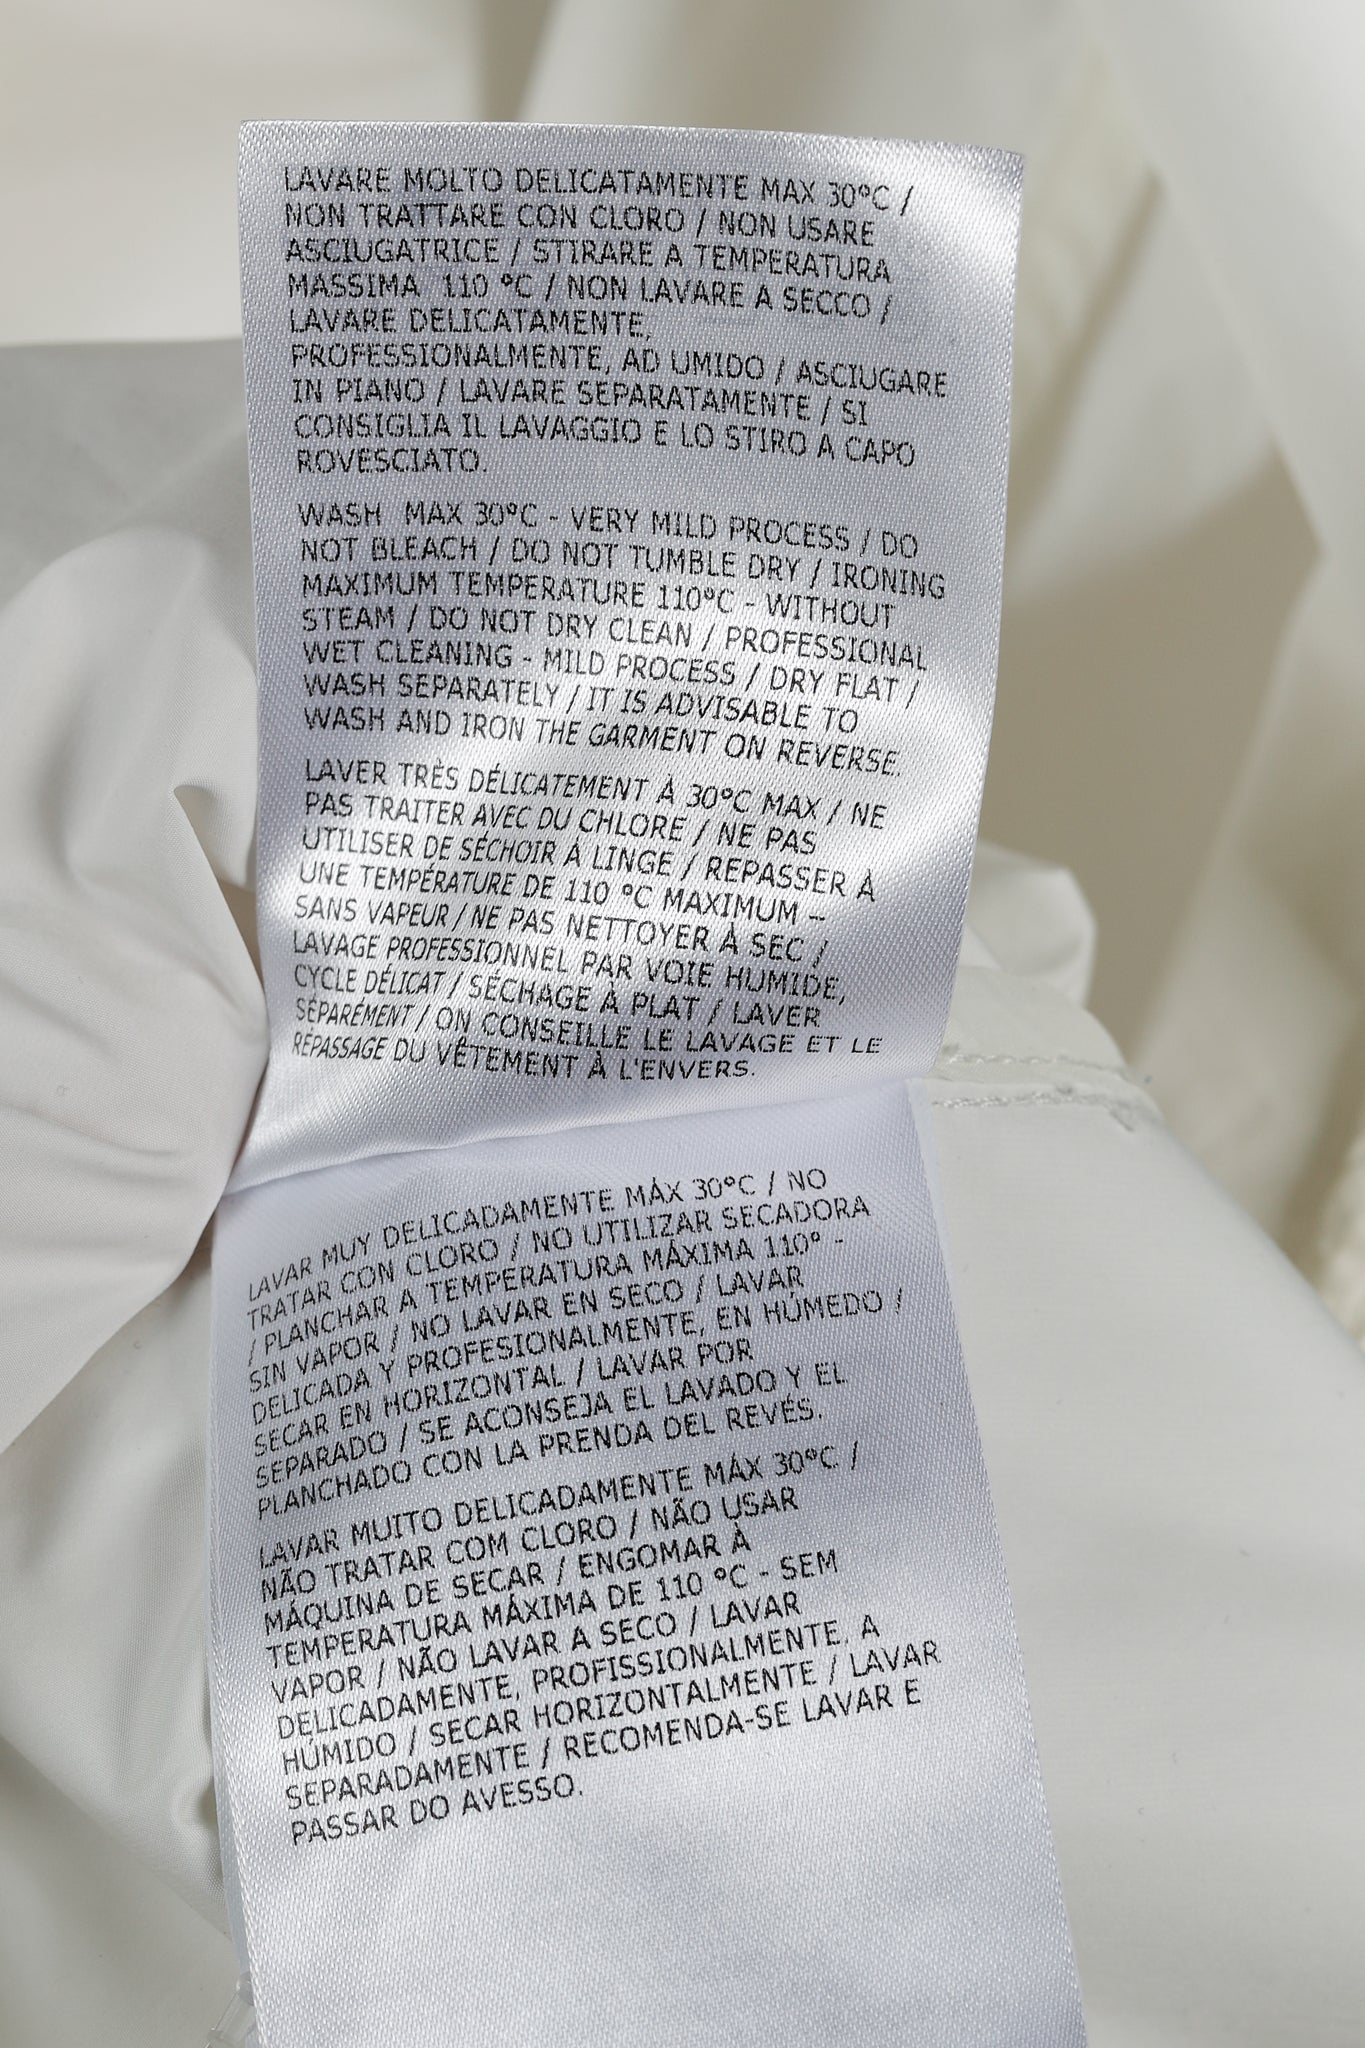 LAVARE MOLTO DELICATAMENTE MAX 30°C /
NON TRATTARE CON CLORO / NON USARE
ASCIUGATRICE / STIRARE A TEMPERATURA
MASSIMA 110 °C / NON LAVARE A SECCO /
LAVARE DELICATAMENTE,
PROFESSIONALMENTE, AD UMIDO / ASCIUGARE
IN PIANO / LAVARE SEPARATAMENTE / SI
CONSIGLIA IL LAVAGGIO E LO STIRO A CAPO
ROVESCIATO.
WASH MAX 30°C - VERY MILD PROCESS / DO
NOT BLEACH / DO NOT TUMBLE DRY / IRONING
MAXIMUM TEMPERATURE 110°C - WITHOUT
STEAM / DO NOT DRY CLEAN / PROFESSIONAL
WET CLEANING - MILD PROCESS / DRY FLAT /
WASH SEPARATELY / IT IS ADVISABLE TO
WASH AND IRON THE GARMENT ON REVERSE.
LAVER TRÈS DÉLICATEMENT À 30°C MAX / NE
PAS TRAITER AVEC DU CHLORE / NE PAS
UTILISER DE SÉCHOIR À LINGE / REPASSER À
UNE TEMPÉRATURE DE 110 °C MAXIMUM –
SANS VAPEUR / NE PAS NETTOYER À SEC /
LAVAGE PROFESSIONNEL PAR VOIE HUMIDE,
CYCLE DÉLICAT / SÉCHAGE À PLAT / LAVER
SÉPARÉMENT / ON CONSEILLE LE LAVAGE ET LE
REPASSAGE DU VÊTEMENT À L'ENVERS.
LAVAR MUY DELICADAMENTE MÁX 30°C / NO
TRATAR CON CLORO / NO UTILIZAR SECADORA
/ PLANCHAR A TEMPERATURA MÁXIMA 110° -
SIN VAPOR / NO LAVAR EN SECO / LAVAR
DELICADA Y PROFESIONALMENTE, EN HÚMEDO /
SECAR EN HORIZONTAL / LAVAR POR
SEPARADO / SE ACONSEJA EL LAVADO Y EL
PLANCHADO CON LA PRENDA DEL REVÉS.
LAVAR MUITO DELICADAMENTE MÁX 30°C /
NÃO TRATAR COM CLORO / NÃO USAR
MÁQUINA DE SECAR / ENGOMAR À
TEMPERATURA MÁXIMA DE 110 °C - SEM
VAPOR / NÃO LAVAR A SECO / LAVAR
DELICADAMENTE, PROFISSIONALMENTE, A
HÚMIDO / SECAR HORIZONTALMENTE / LAVAR
SEPARADAMENTE / RECOMENDA-SE LAVAR E
PASSAR DO AVESSO.